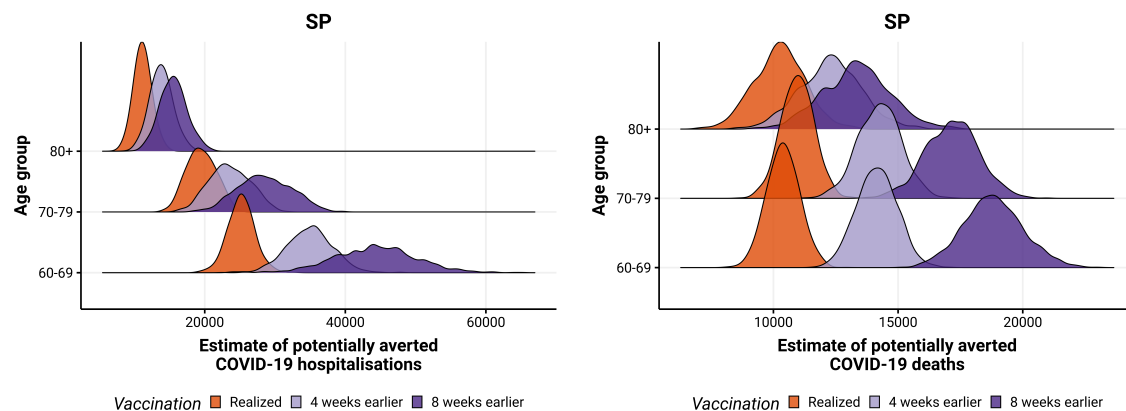 SP
Age group
80+
70-79
60-69
20000 40000 60000
Estimate of potentially averted
COVID-19 hospitalisations
Vaccination Realized 4 weeks earlier 8 weeks earlier
SP
Age group
80+
70-79
60-69
10000 15000 20000
Estimate of potentially averted
COVID-19 deaths
Vaccination Realized 4 weeks earlier 8 weeks earlier